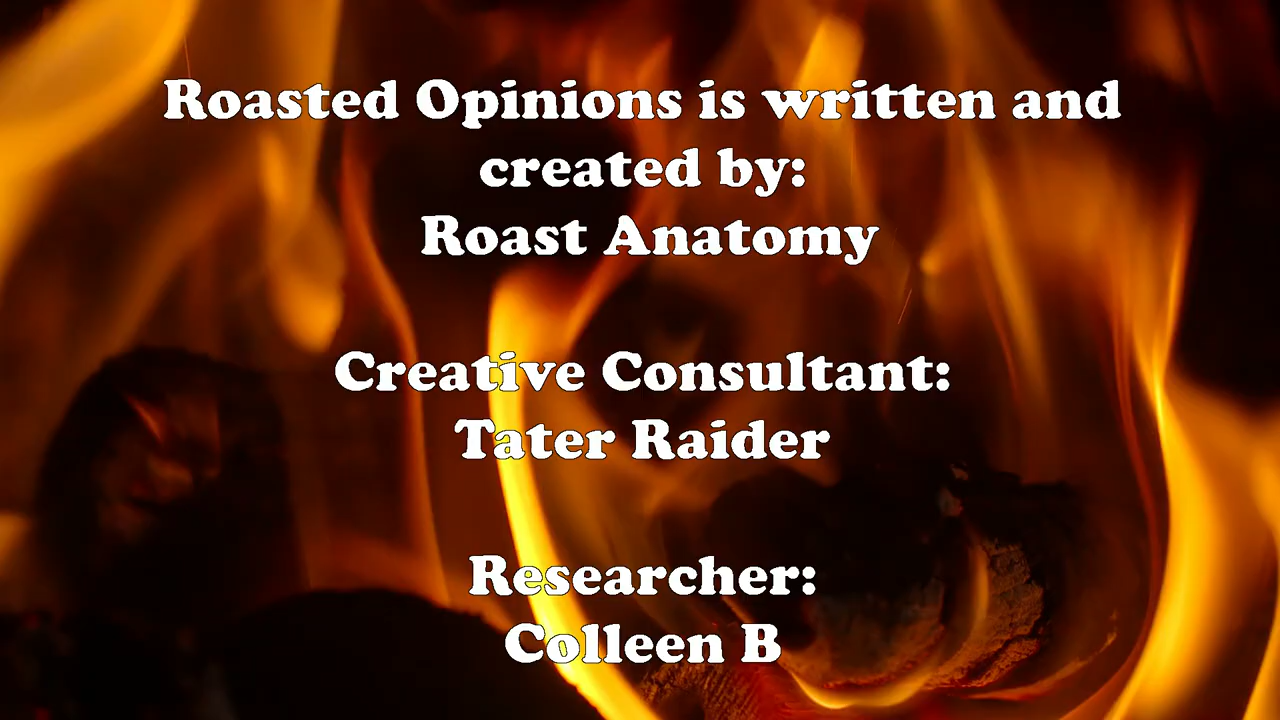 Roasted Opinions is written and
created by:
Roast Anatomy
Creative Consultant:
Tater Raider
Researcher:
Colleen B